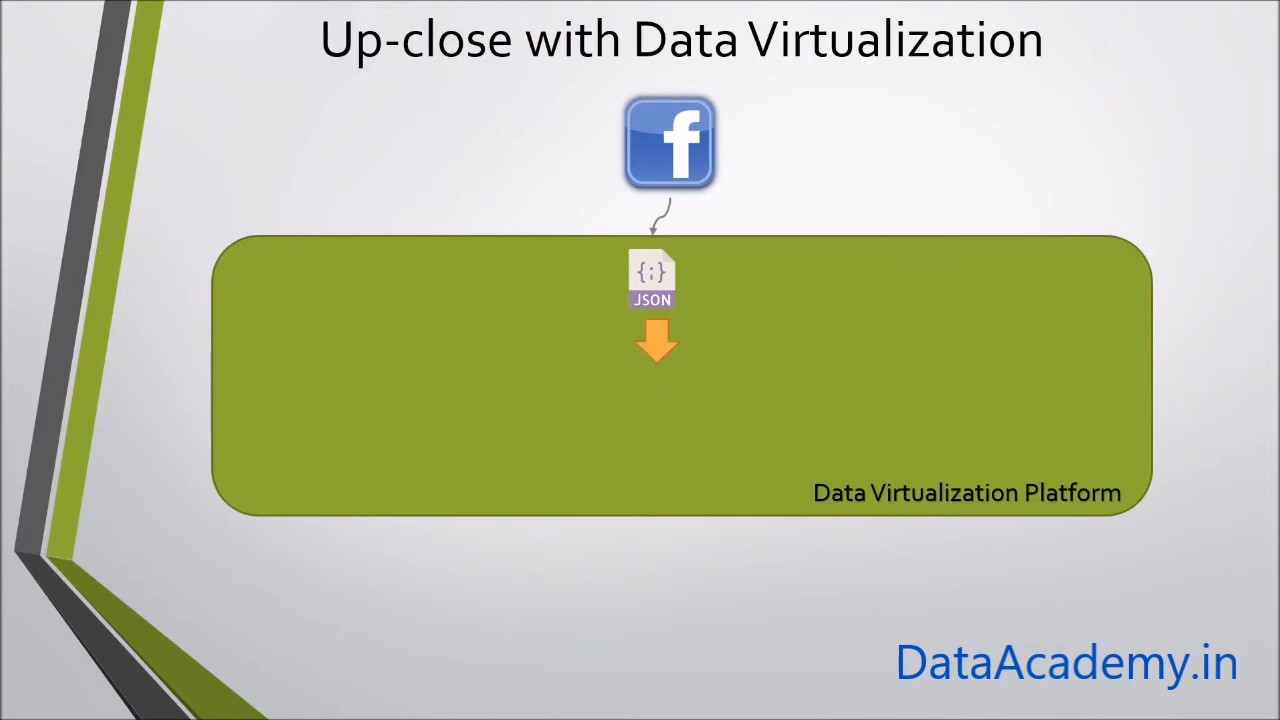 Up-close with Data Virtualization
f
{;}
JSON
Data Virtualization Platform
DataAcademy.in